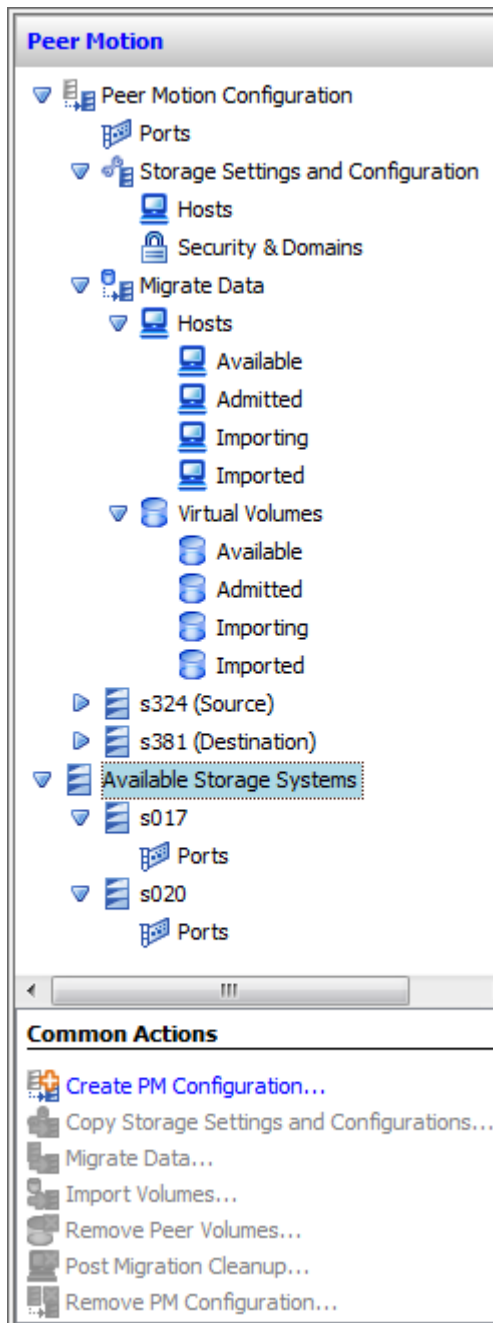 Peer Motion
Peer Motion Configuration
Ports
Storage Settings and Configuration
Hosts
Security & Domains
Migrate Data
Hosts
Available
Admitted
Importing
Imported
Virtual Volumes
Available
Admitted
Importing
Imported
s324 (Source)
s381 (Destination)
Available Storage Systems
s017
Ports
s020
Ports
Common Actions
Create PM Configuration...
Copy Storage Settings and Configurations...
Migrate Data...
Import Volumes...
Remove Peer Volumes...
Post Migration Cleanup...
Remove PM Configuration...